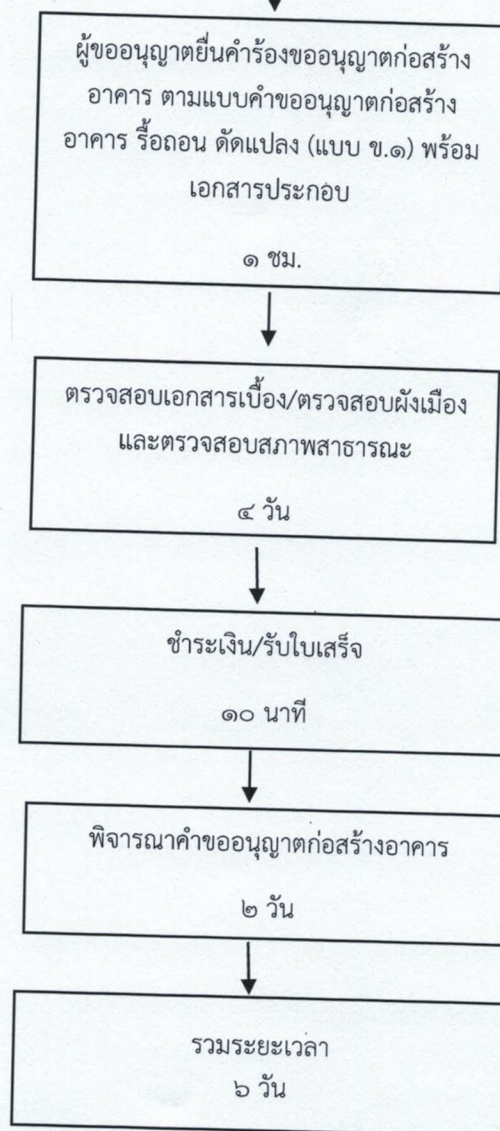 ผู้ขออนุญาตยื่นคำร้องขออนุญาตก่อสร้าง
อาคาร ตามแบบคำขออนุญาตก่อสร้าง
อาคาร รื้อถอน ดัดแปลง (แบบ ข.๑) พร้อม
เอกสารประกอบ
๑ ชม.
ตรวจสอบเอกสารเบื้อง/ตรวจสอบผังเมือง
และตรวจสอบสภาพสาธารณะ
๔ วัน
ชำระเงิน/รับใบเสร็จ
๑๐ นาที
พิจารณาคำขออนุญาตก่อสร้างอาคาร
๒ วัน
รวมระยะเวลา
๖ วัน